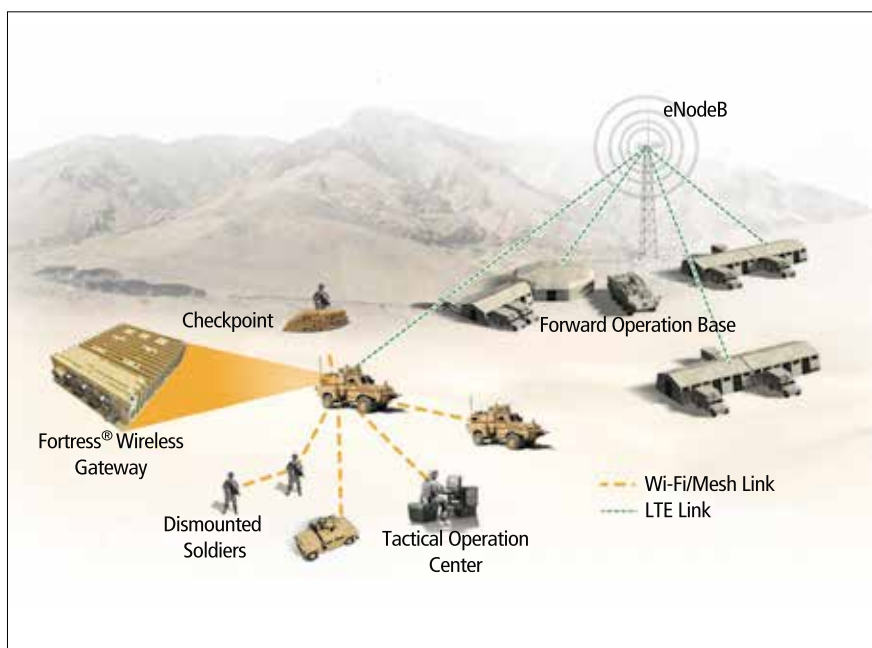 eNodeB
Checkpoint
Forward Operation Base
Fortress® Wireless
Gateway
Wi-Fi/Mesh Link
LTE Link
Dismounted
Soldiers
Tactical Operation
Center